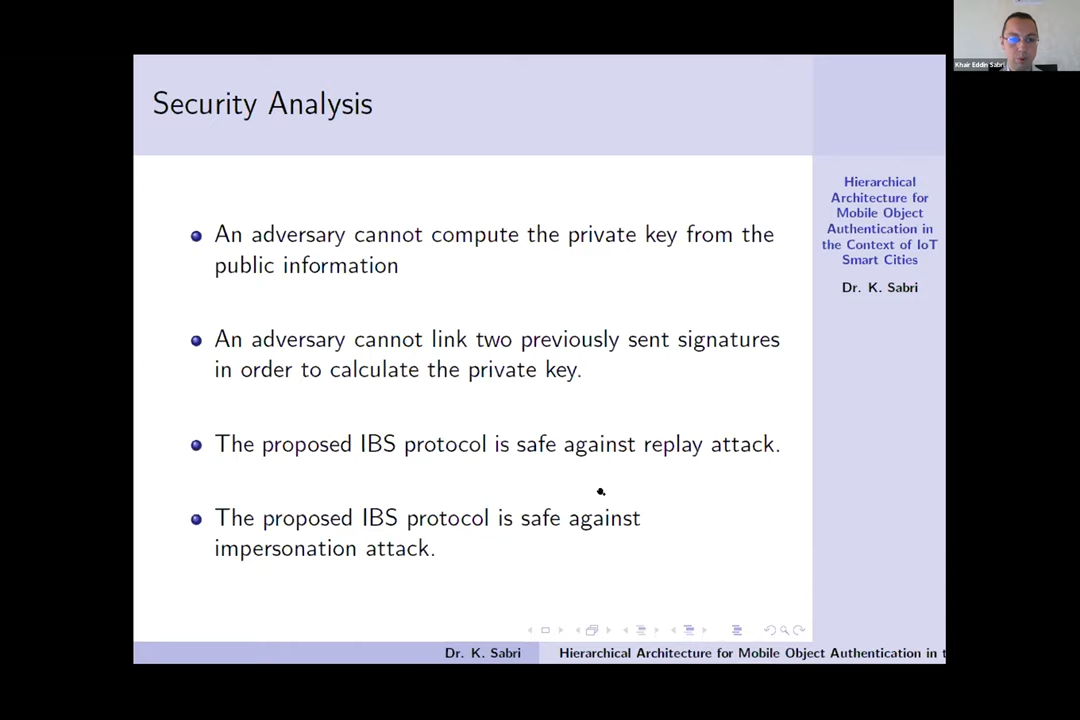 Khair Eddin Sabri
Security Analysis
An adversary cannot compute the private key from the
public information
An adversary cannot link two previously sent signatures
in order to calculate the private key.
The proposed IBS protocol is safe against replay attack.
The proposed IBS protocol is safe against
impersonation attack.
Hierarchical
Architecture for
Mobile Object
Authentication in
the Context of IoT
Smart Cities
Dr. K. Sabri
Dr. K. Sabri
Hierarchical Architecture for Mobile Object Authentication in t